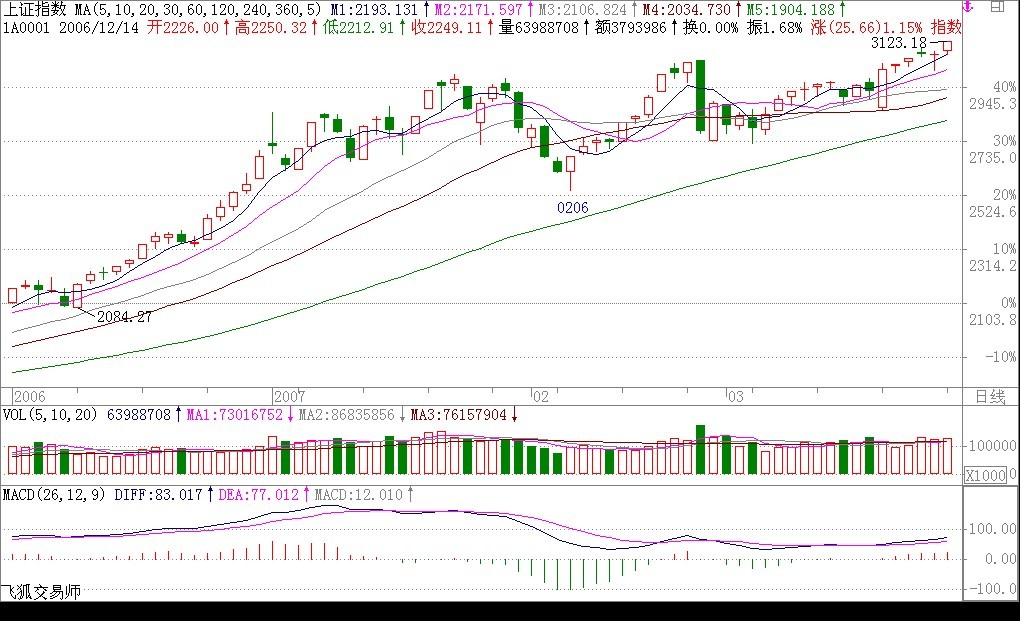 上证指数 MA(5,10,20,30,60,120,240,360,5) M1:2193.131↑M2:2171.597↑M3:2106.824↑M4:2034.730↑M5:1904.188↑
1A0001 2006/12/14 开2226.00↑高2250.32↑低2212.91↑收2249.11↑量63988708↑额3793986↑换0.00% 振1.68% 涨(25.66)1.15% 指数
3123.18
40%
2945.3
30%
2735.0
20%
0206
2524.6
10%
2314.2
0%
2084.27
2103.8
-10%
2006 2007 02 03 日线
VOL(5,10,20) 63988708↑MA1:73016752↓MA2:86835856↓MA3:76157904↓
100000
X1000 0
MACD(26,12,9) DIFF:83.017↑DEA:77.012↑MACD:12.010↑
100.00
0.00
-100.0
飞狐交易师